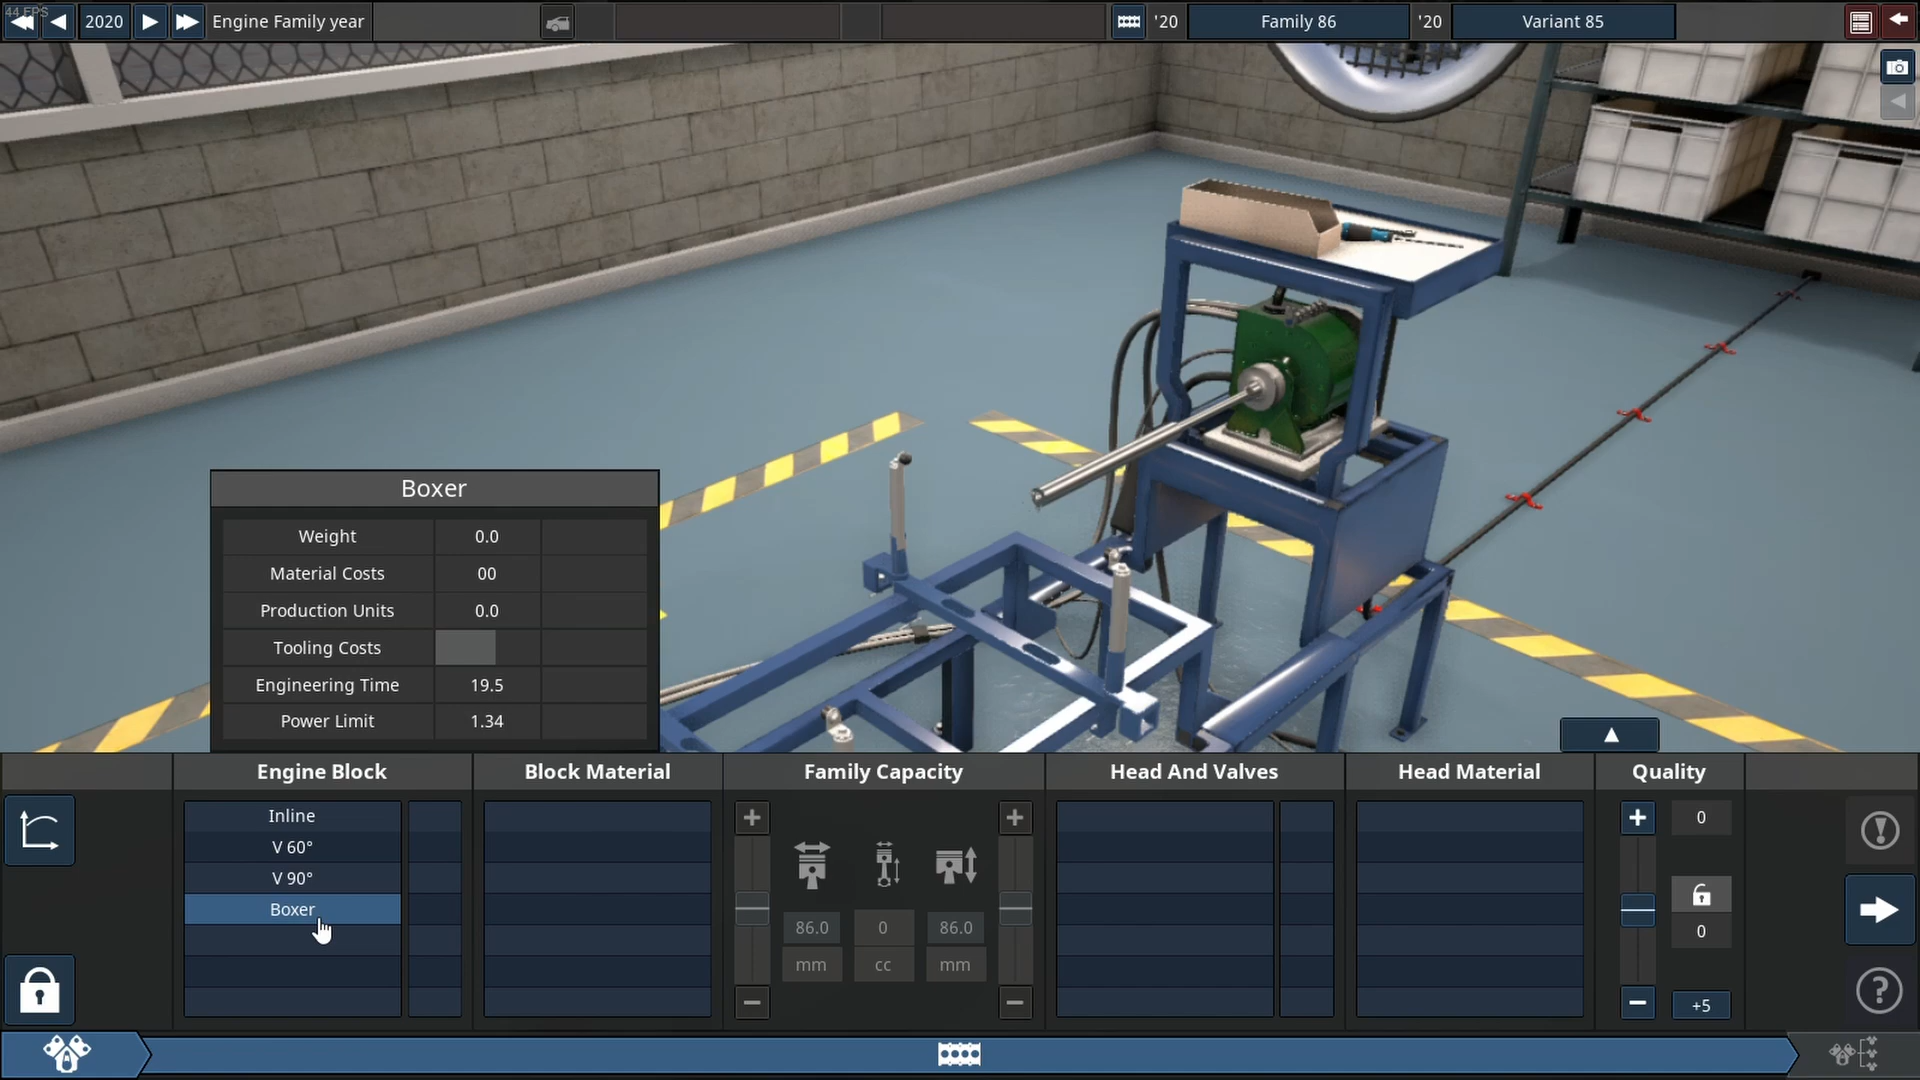 44 FPS
2020
Engine Family year
'20
Family 86
'20
Variant 85
Boxer
Weight 0.0
Material Costs 00
Production Units 0.0
Tooling Costs
Engineering Time 19.5
Power Limit 1.34
Engine Block
Block Material
Family Capacity
Head And Valves
Head Material
Quality
Inline
V 60°
V 90°
Boxer
+
+
+
0
86.0
0
86.0
0
mm
cc
mm
−
−
−
+5